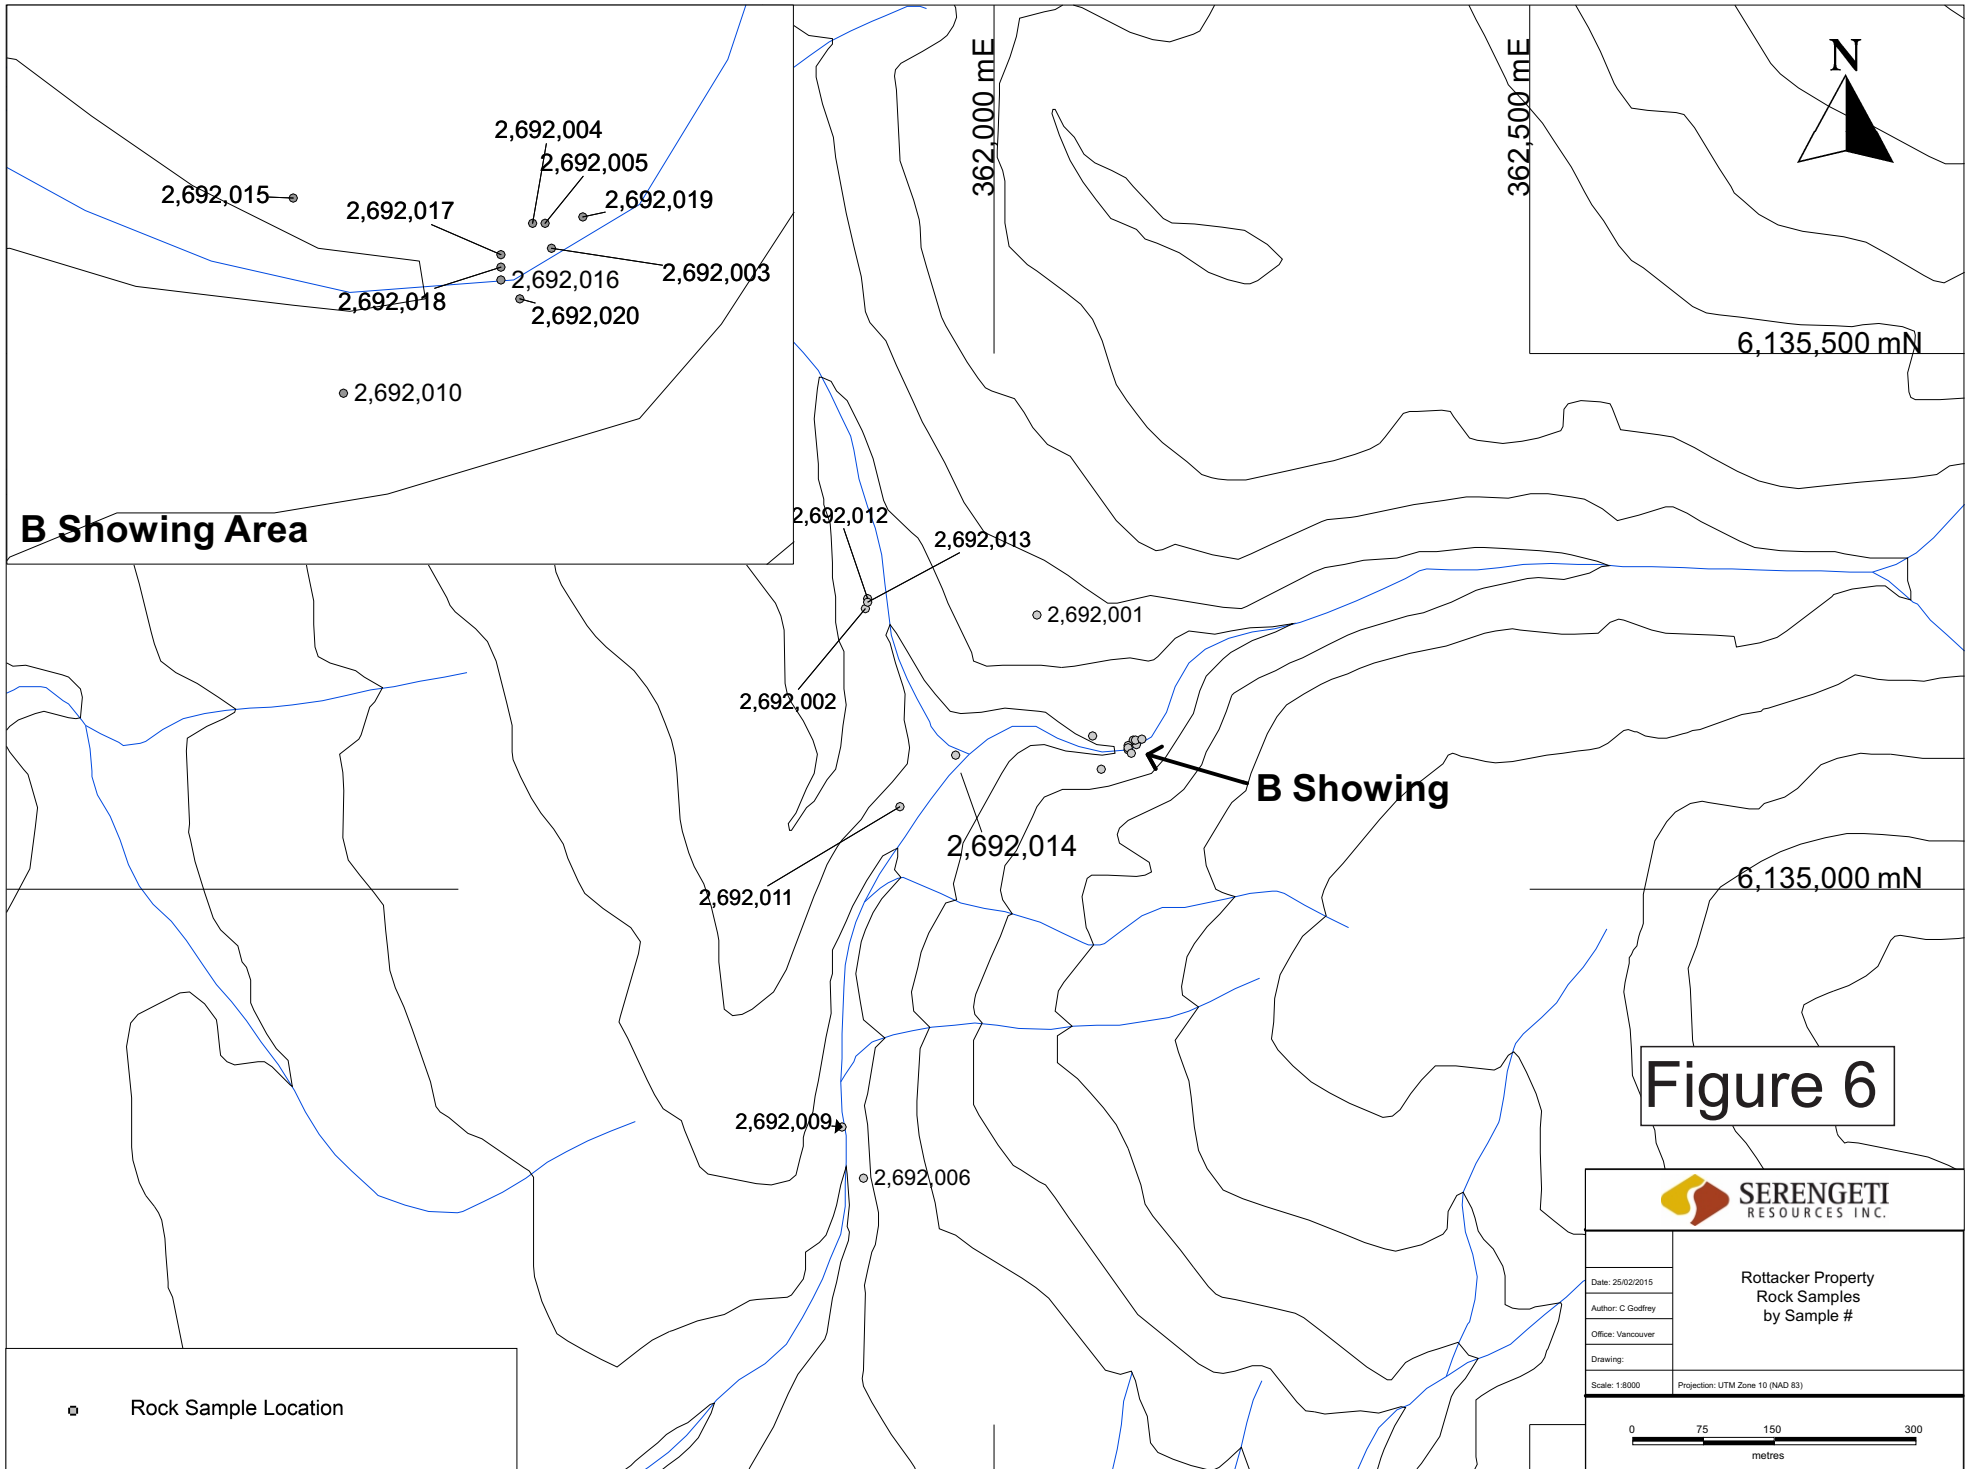 362,000 mE
362,500 mE
N
6,135,500 mN
2,692,004
2,692,005
2,692,015
2,692,017
2,692,019
2,692,003
2,692,016
2,692,018
2,692,020
2,692,010
B Showing Area
2,692,012
2,692,013
2,692,001
2,692,002
B Showing
2,692,014
2,692,011
6,135,000 mN
Figure 6
2,692,009
2,692,006
SERENGETI
RESOURCES INC.
Date: 25/02/2015
Author: C Godfrey
Office: Vancouver
Drawing:
Scale: 1:8000
Rottacker Property
Rock Samples
by Sample #
Projection: UTM Zone 10 (NAD 83)
Rock Sample Location
0 75 150 300
metres